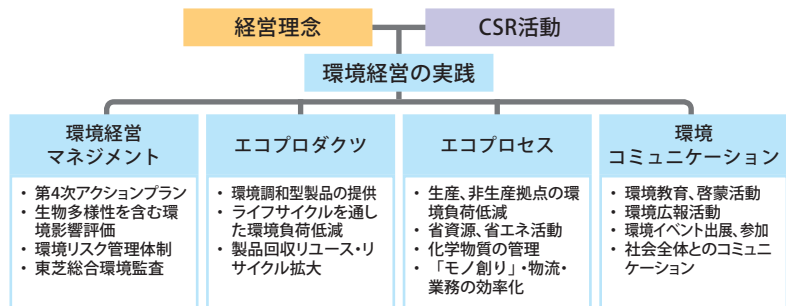 経営理念
CSR活動
環境経営の実践
環境経営
マネジメント
・ 第4次アクションプラン
・ 生物多様性を含む環
境影響評価
・ 環境リスク管理体制
・ 東芝総合環境監査
エコプロダクツ
・ 環境調和型製品の提供
・ ライフサイクルを通し
た環境負荷低減
・ 製品回収リユース・リ
サイクル拡大
エコプロセス
・ 生産、非生産拠点の環
境負荷低減
・ 省資源、省エネ活動
・ 化学物質の管理
・ 「モノ創り」・物流・
業務の効率化
環境
コミュニケーション
・ 環境教育、啓蒙活動
・ 環境広報活動
・ 環境イベント出展、参加
・ 社会全体とのコミュニ
ケーション